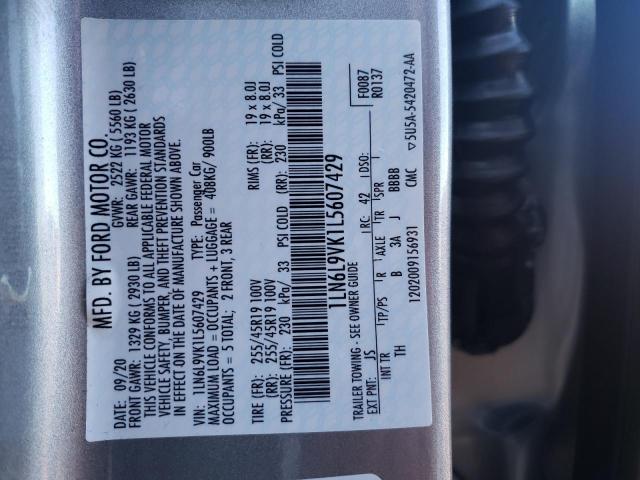 MFD. BY FORD MOTOR CO.
DATE: 09/20 GVWR: 2522 KG ( 5560 LB)
FRONT GAWR: 1329 KG ( 2930 LB) REAR GAWR: 1193 KG ( 2630 LB)
THIS VEHICLE CONFORMS TO ALL APPLICABLE FEDERAL MOTOR
VEHICLE SAFETY, BUMPER, AND THEFT PREVENTION STANDARDS
IN EFFECT ON THE DATE OF MANUFACTURE SHOWN ABOVE.
VIN: 1LN6L9VK1L5607429 TYPE: Passenger Car
MAXIMUM LOAD = OCCUPANTS + LUGGAGE = 408KG/ 900LB
OCCUPANTS = 5 TOTAL; 2 FRONT, 3 REAR
TIRE (FR): 255/45R19 100V RIMS (FR): 19 x 8.0J
(RR): 255/45R19 100V (RR): 19 x 8.0J
PRESSURE (FR): 230 kPa/ 33 PSI COLD (RR): 230 kPa/ 33 PSI COLD
1LN6L9VK1L5607429
TRAILER TOWING - SEE OWNER GUIDE
EXT PNT: JS RC: 42 DSO: F0087
R0137
INT TR TP/PS R AXLE TR SPR
TH B 3A J BBBB
1202009156931 CMC ▽5U5A-5420472-AA